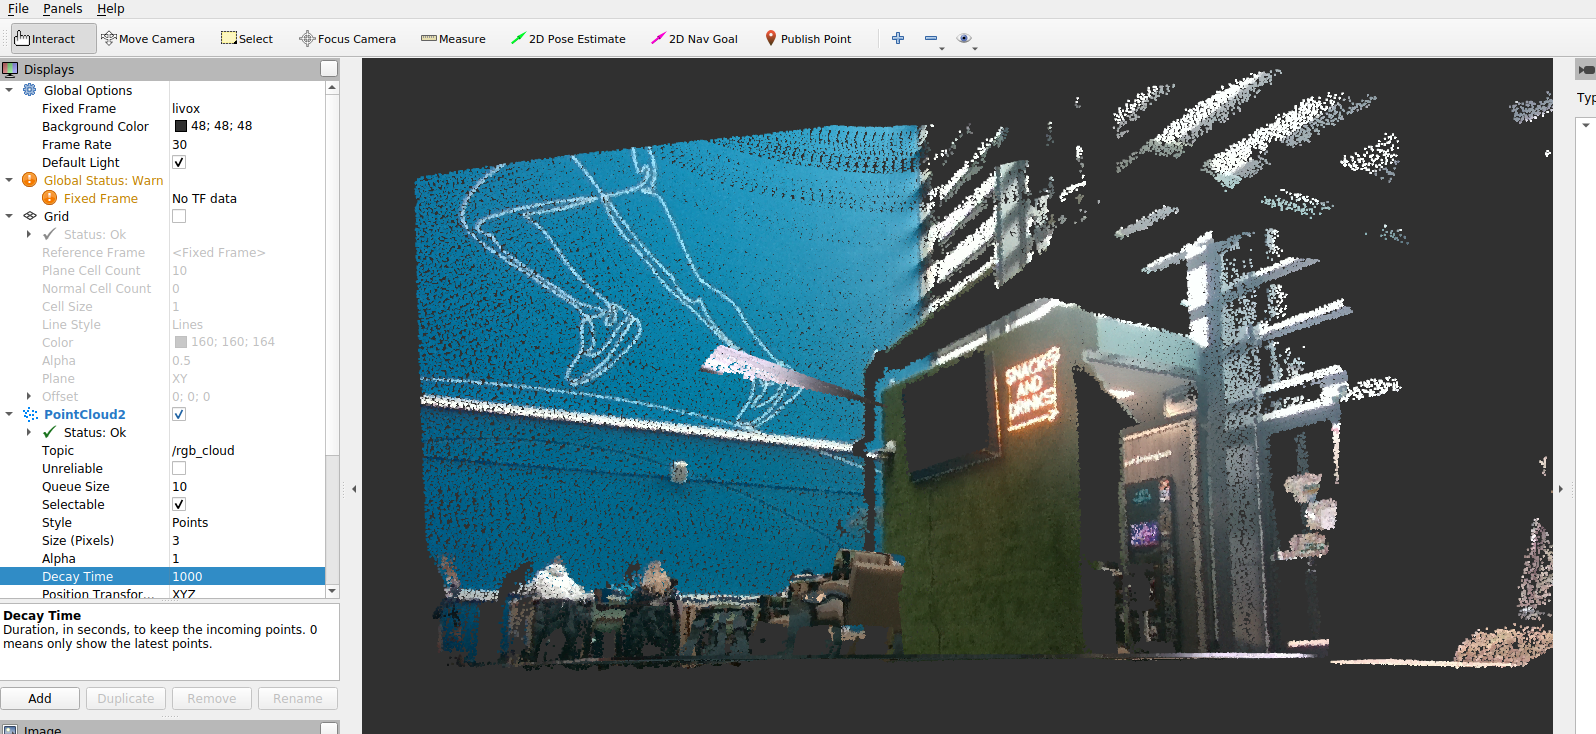 File Panels Help
Interact Move Camera Select Focus Camera Measure 2D Pose Estimate 2D Nav Goal Publish Point
Displays
Global Options
Fixed Frame livox
Background Color 48; 48; 48
Frame Rate 30
Default Light
Global Status: Warn
Fixed Frame No TF data
Grid
Status: Ok
Reference Frame <Fixed Frame>
Plane Cell Count 10
Normal Cell Count 0
Cell Size 1
Line Style Lines
Color 160; 160; 164
Alpha 0.5
Plane XY
Offset 0; 0; 0
PointCloud2
Status: Ok
Topic /rgb_cloud
Unreliable
Queue Size 10
Selectable
Style Points
Size (Pixels) 3
Alpha 1
Decay Time 1000
Position Transfor... XYZ
Decay Time
Duration, in seconds, to keep the incoming points. 0
means only show the latest points.
Add Duplicate Remove Rename
Image
Typ
SNACKS
AND
DRINKS